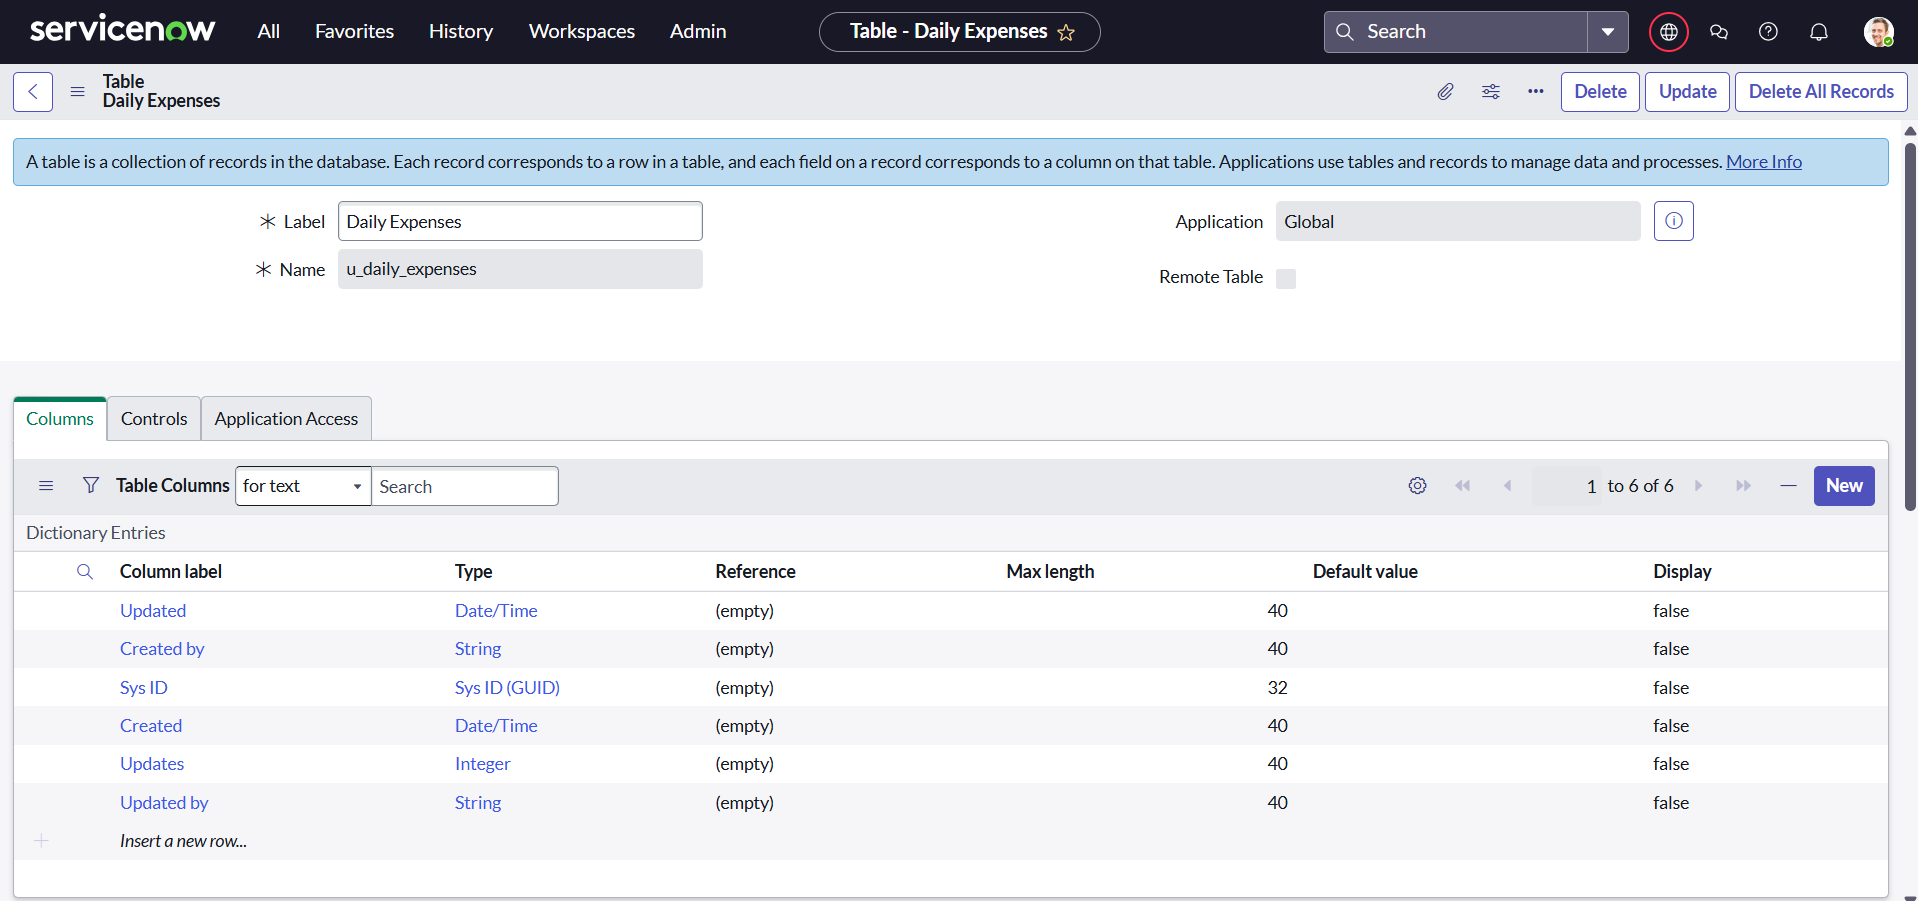 servicenow All Favorites History Workspaces Admin Table - Daily Expenses Search
Table
Daily Expenses
Delete Update Delete All Records
A table is a collection of records in the database. Each record corresponds to a row in a table, and each field on a record corresponds to a column on that table. Applications use tables and records to manage data and processes. More Info
Label Daily Expenses Application Global
Name u_daily_expenses Remote Table
Columns Controls Application Access
Table Columns for text Search 1 to 6 of 6 New
Dictionary Entries
Column label Type Reference Max length Default value Display
Updated Date/Time (empty) 40 false
Created by String (empty) 40 false
Sys ID Sys ID (GUID) (empty) 32 false
Created Date/Time (empty) 40 false
Updates Integer (empty) 40 false
Updated by String (empty) 40 false
Insert a new row...